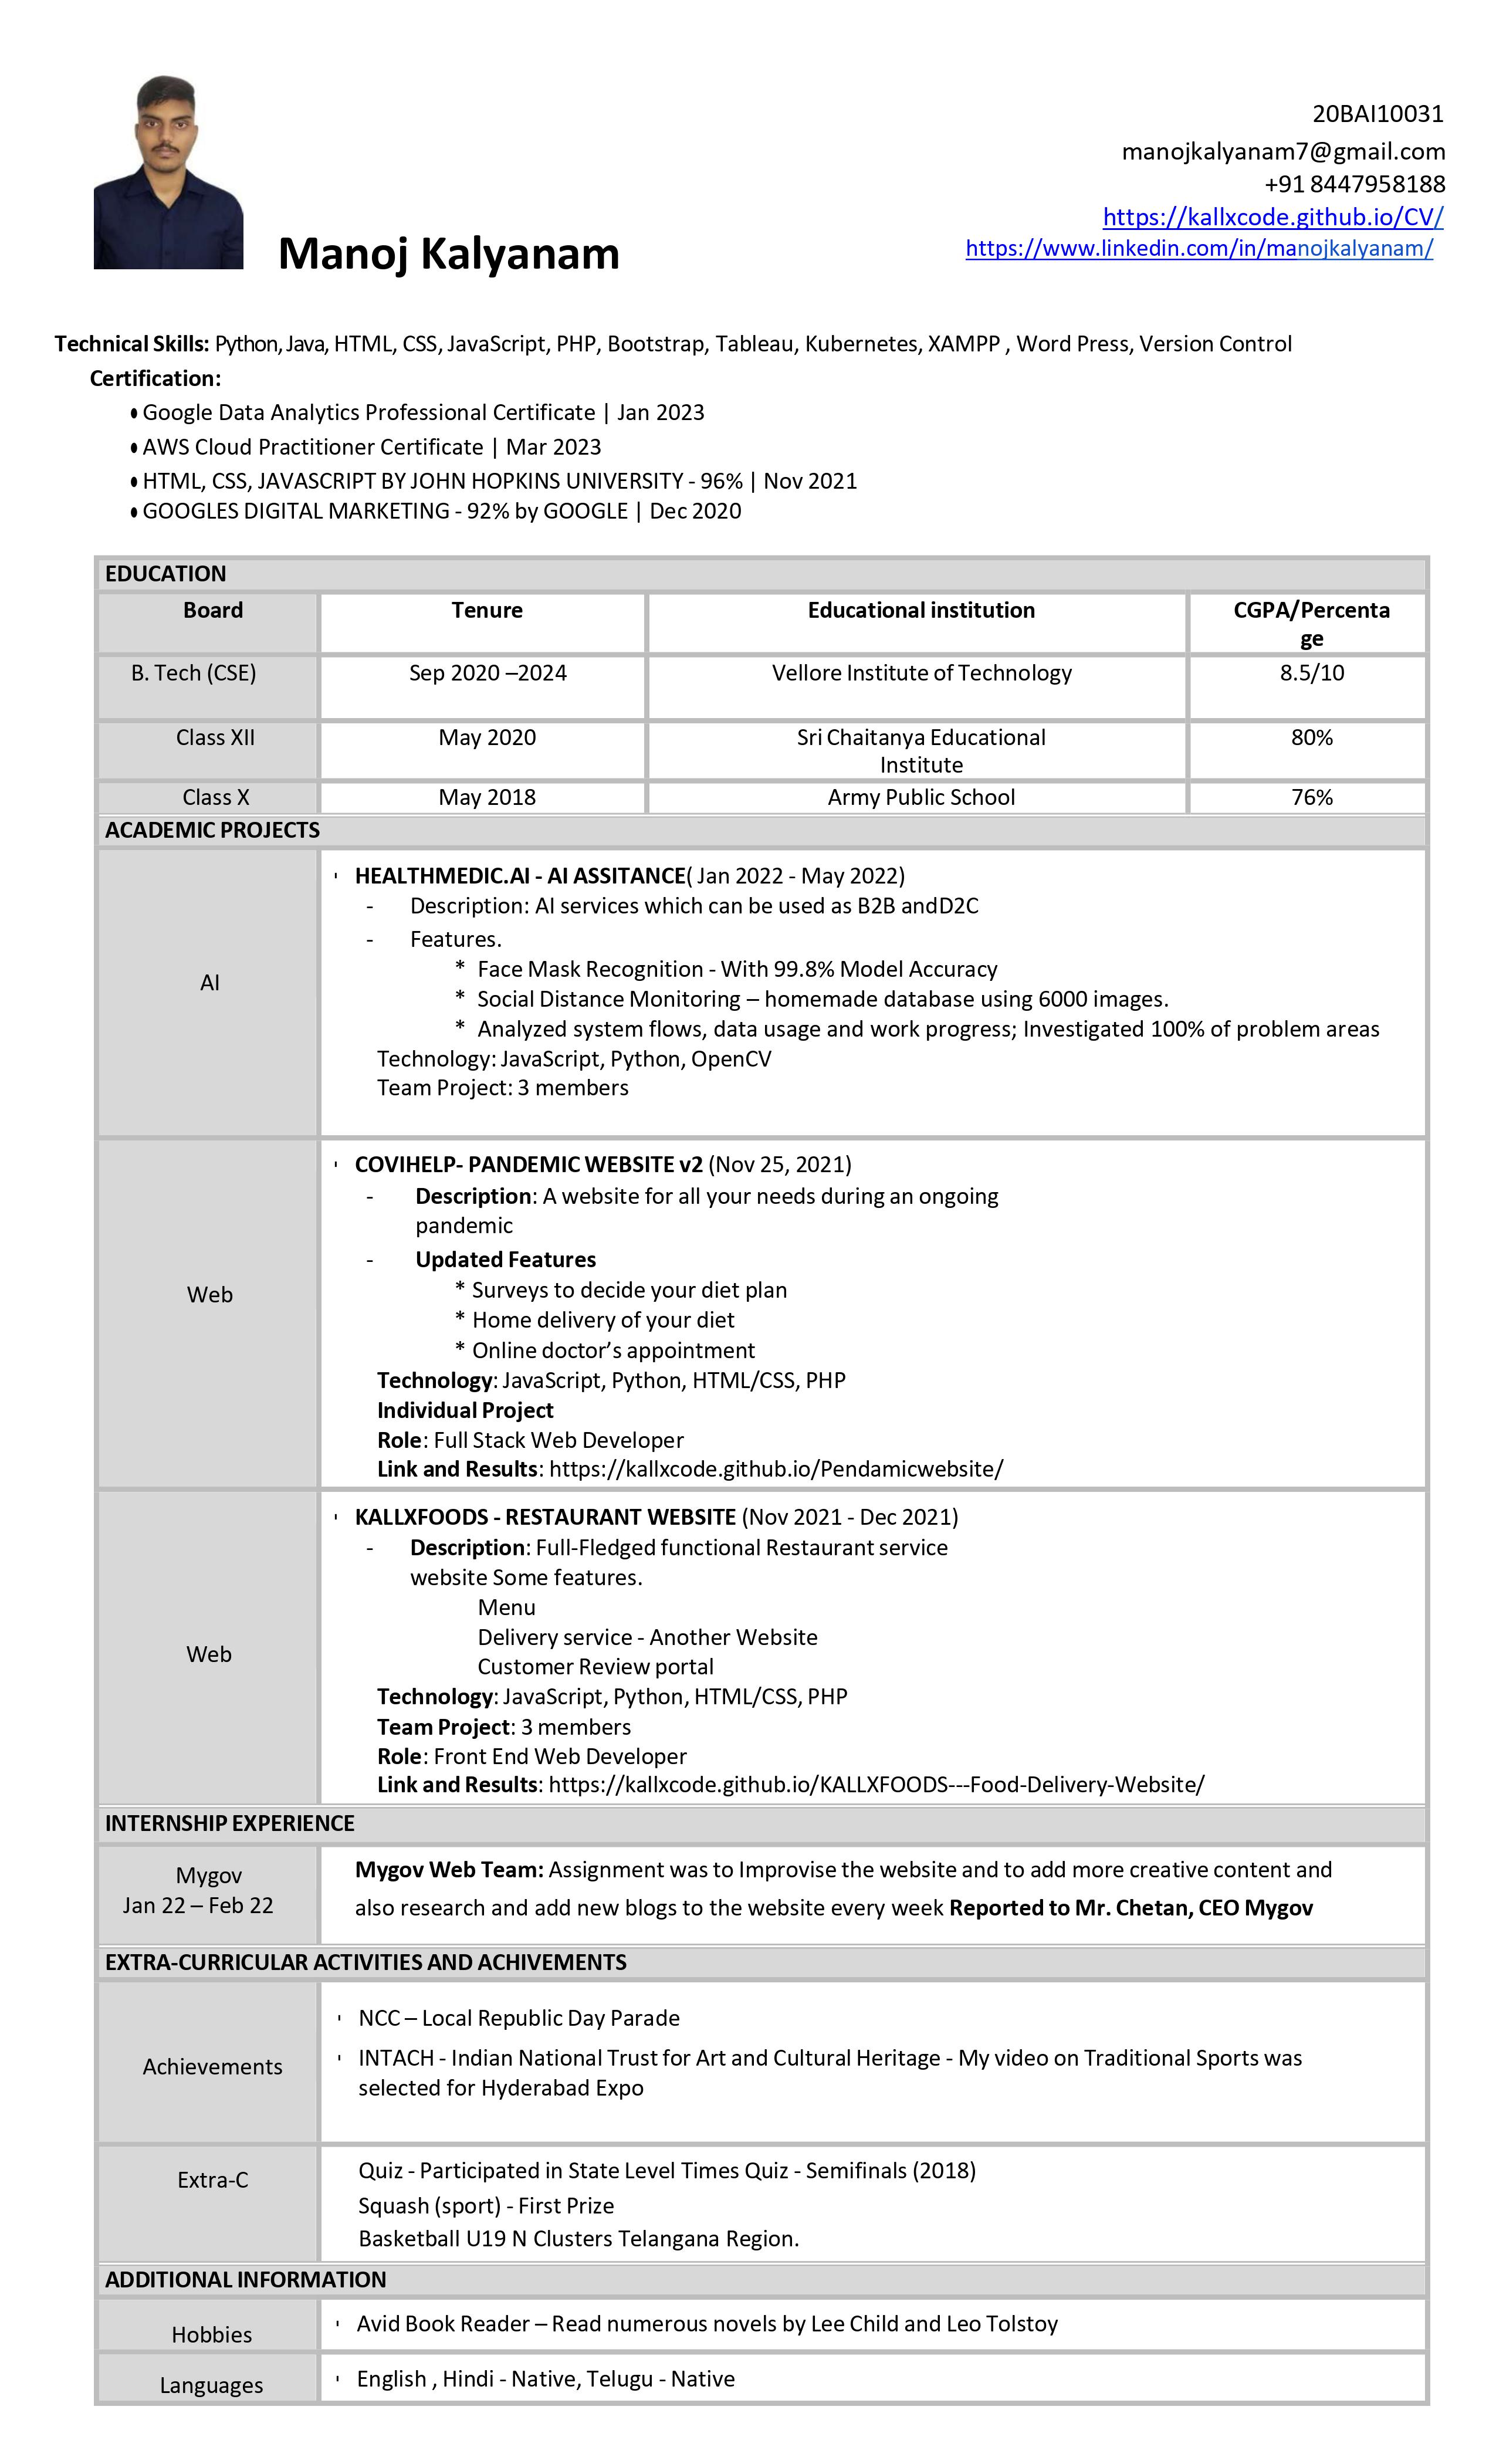 20BAI10031
manojkalyanam7@gmail.com
+91 8447958188
https://kallxcode.github.io/CV/
https://www.linkedin.com/in/manojkalyanam/
Manoj Kalyanam
Technical Skills: Python, Java, HTML, CSS, JavaScript, PHP, Bootstrap, Tableau, Kubernetes, XAMPP , Word Press, Version Control
Certification:
• Google Data Analytics Professional Certificate | Jan 2023
• AWS Cloud Practitioner Certificate | Mar 2023
• HTML, CSS, JAVASCRIPT BY JOHN HOPKINS UNIVERSITY - 96% | Nov 2021
• GOOGLES DIGITAL MARKETING - 92% by GOOGLE | Dec 2020
EDUCATION
Board Tenure Educational institution CGPA/Percenta
ge
B. Tech (CSE) Sep 2020 –2024 Vellore Institute of Technology 8.5/10
Class XII May 2020 Sri Chaitanya Educational 80%
Institute
Class X May 2018 Army Public School 76%
ACADEMIC PROJECTS
AI
HEALTHMEDIC.AI - AI ASSITANCE( Jan 2022 - May 2022)
- Description: AI services which can be used as B2B andD2C
- Features.
* Face Mask Recognition - With 99.8% Model Accuracy
* Social Distance Monitoring – homemade database using 6000 images.
* Analyzed system flows, data usage and work progress; Investigated 100% of problem areas
Technology: JavaScript, Python, OpenCV
Team Project: 3 members
Web
COVIHELP- PANDEMIC WEBSITE v2 (Nov 25, 2021)
- Description: A website for all your needs during an ongoing
pandemic
- Updated Features
* Surveys to decide your diet plan
* Home delivery of your diet
* Online doctor’s appointment
Technology: JavaScript, Python, HTML/CSS, PHP
Individual Project
Role: Full Stack Web Developer
Link and Results: https://kallxcode.github.io/Pendamicwebsite/
Web
KALLXFOODS - RESTAURANT WEBSITE (Nov 2021 - Dec 2021)
- Description: Full-Fledged functional Restaurant service
website Some features.
Menu
Delivery service - Another Website
Customer Review portal
Technology: JavaScript, Python, HTML/CSS, PHP
Team Project: 3 members
Role: Front End Web Developer
Link and Results: https://kallxcode.github.io/KALLXFOODS---Food-Delivery-Website/
INTERNSHIP EXPERIENCE
Mygov
Jan 22 – Feb 22
Mygov Web Team: Assignment was to Improvise the website and to add more creative content and
also research and add new blogs to the website every week Reported to Mr. Chetan, CEO Mygov
EXTRA-CURRICULAR ACTIVITIES AND ACHIVEMENTS
Achievements
NCC – Local Republic Day Parade
INTACH - Indian National Trust for Art and Cultural Heritage - My video on Traditional Sports was
selected for Hyderabad Expo
Extra-C
Quiz - Participated in State Level Times Quiz - Semifinals (2018)
Squash (sport) - First Prize
Basketball U19 N Clusters Telangana Region.
ADDITIONAL INFORMATION
Hobbies
Avid Book Reader – Read numerous novels by Lee Child and Leo Tolstoy
Languages
English , Hindi - Native, Telugu - Native